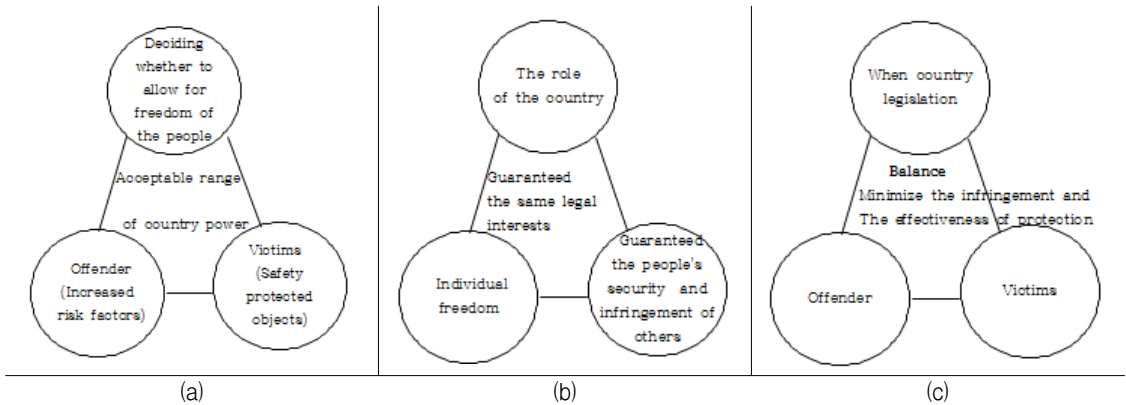 Deciding
whether to
allow for
freedom of
the people
Acceptable range
of country power
Offender
(Increased
risk factors)
Victims
(Safety
protected
objects)
(a)
The role
of the country
Guaranteed
the same legal
interests
Individual
freedom
Guaranteed
the people's
security and
infringement of
others
(b)
When country
legislation
Balance
Minimize the infringement and
The effectiveness of protection
Offender
Victims
(c)